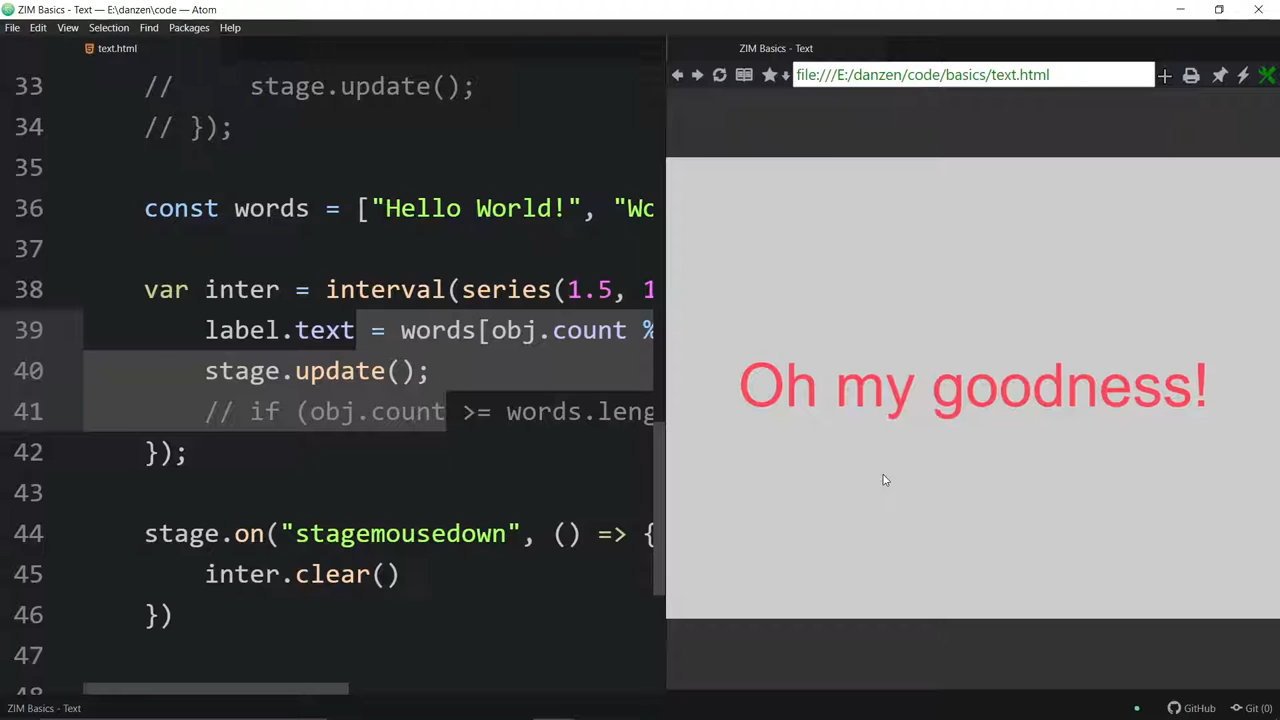 ZIM Basics - Text — E:\danzen\code — Atom
File Edit View Selection Find Packages Help
text.html
ZIM Basics - Text
file:///E:/danzen/code/basics/text.html
33 // stage.update();
34 // });
35
36 const words = ["Hello World!", "Wo
37
38 var inter = interval(series(1.5, 1
39 label.text = words[obj.count %
40 stage.update();
41 // if (obj.count >= words.leng
42 });
43
44 stage.on("stagemousedown", () => {
45 inter.clear()
46 })
47
48
Oh my goodness!
ZIM Basics - Text
GitHub Git (0)